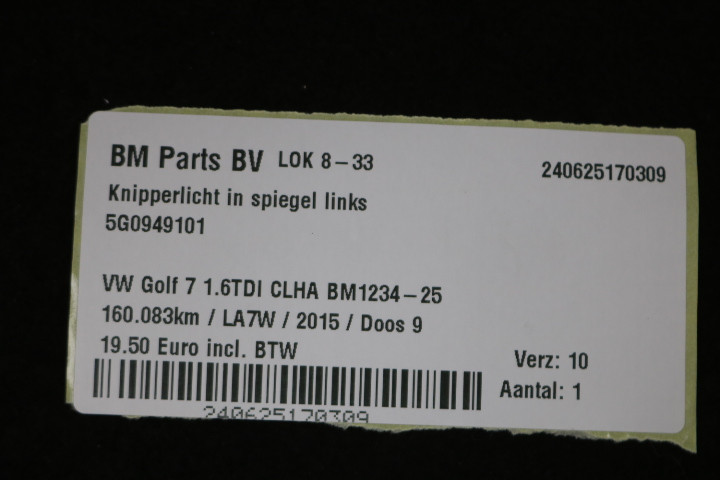 BM Parts BV LOK 8-33 240625170309
Knipperlicht in spiegel links
5G0949101
VW Golf 7 1.6TDI CLHA BM1234-25
160.083km / LA7W / 2015 / Doos 9
19.50 Euro incl. BTW Verz: 10
Aantal: 1
240625170309